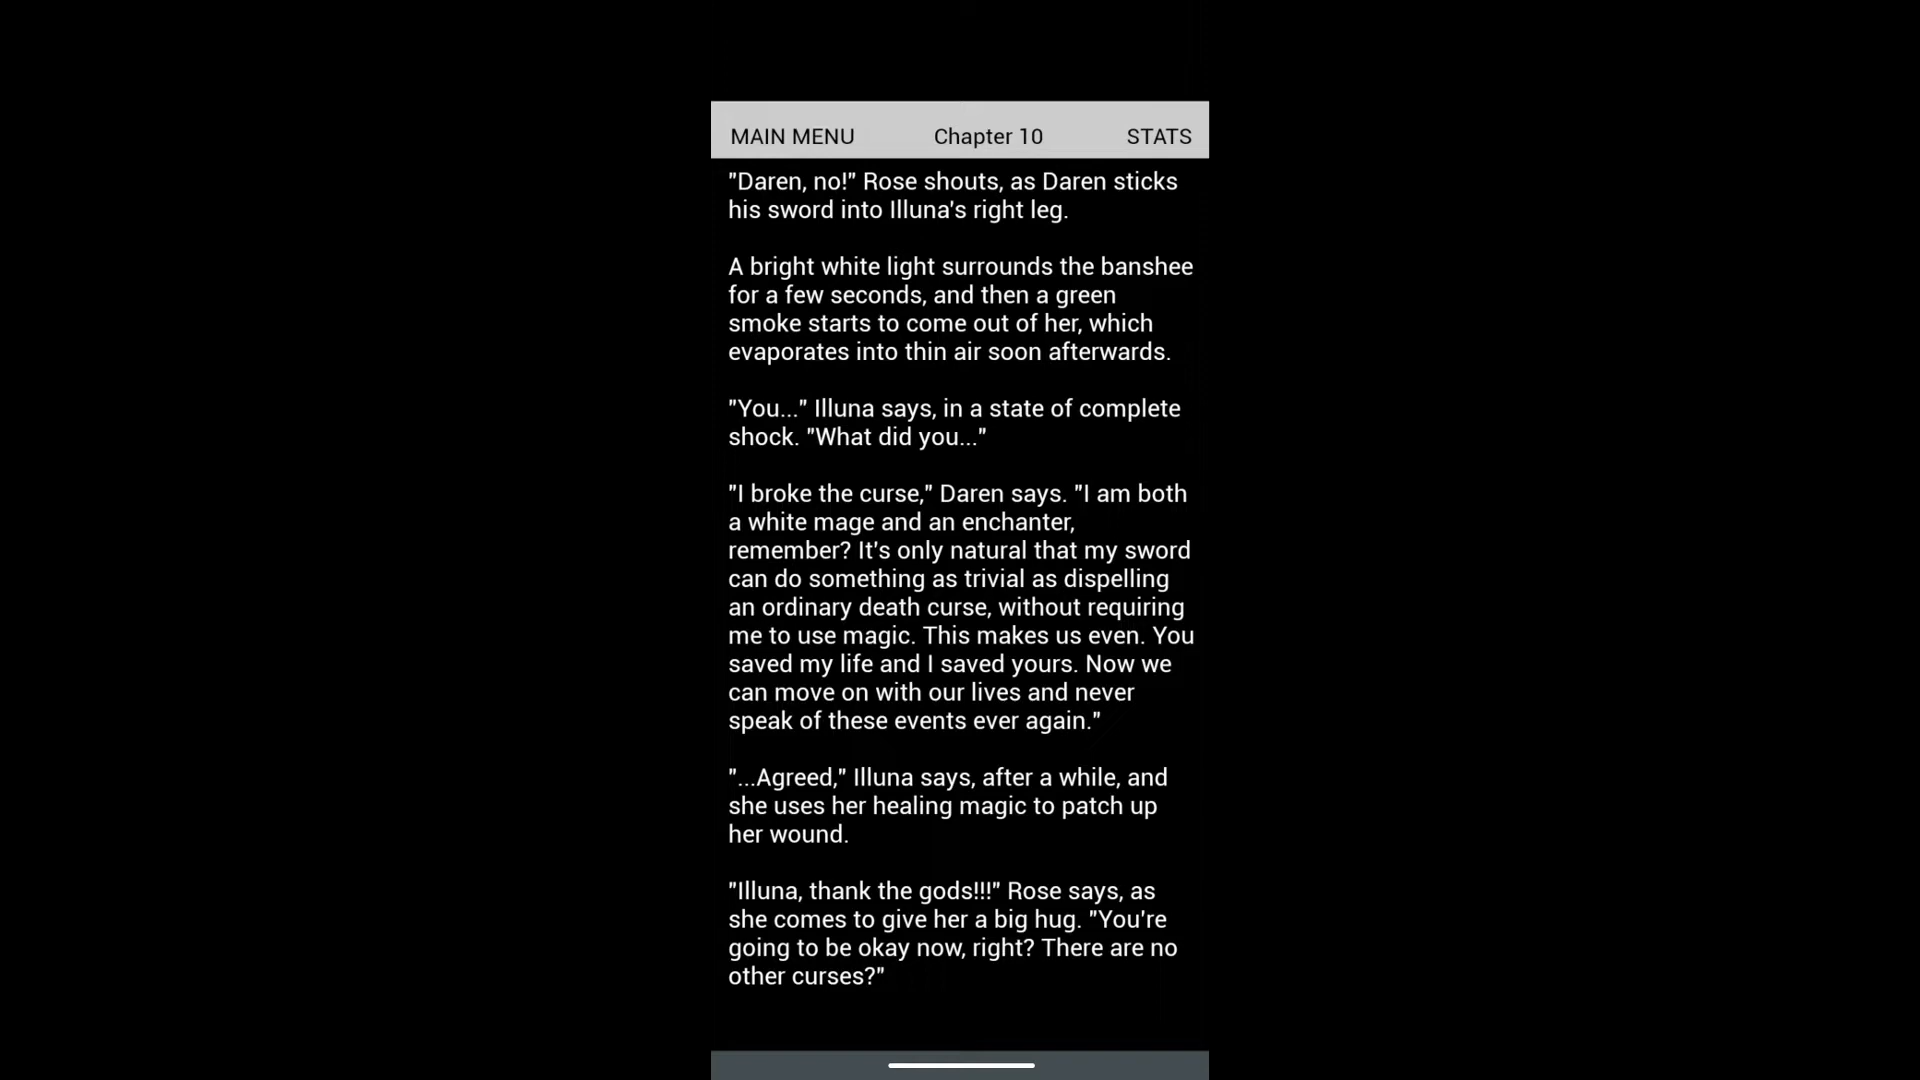 MAIN MENU Chapter 10 STATS
"Daren, no!" Rose shouts, as Daren sticks
his sword into Illuna's right leg.
A bright white light surrounds the banshee
for a few seconds, and then a green
smoke starts to come out of her, which
evaporates into thin air soon afterwards.
"You..." Illuna says, in a state of complete
shock. "What did you..."
"I broke the curse," Daren says. "I am both
a white mage and an enchanter,
remember? It's only natural that my sword
can do something as trivial as dispelling
an ordinary death curse, without requiring
me to use magic. This makes us even. You
saved my life and I saved yours. Now we
can move on with our lives and never
speak of these events ever again."
"...Agreed," Illuna says, after a while, and
she uses her healing magic to patch up
her wound.
"Illuna, thank the gods!!!" Rose says, as
she comes to give her a big hug. "You're
going to be okay now, right? There are no
other curses?"